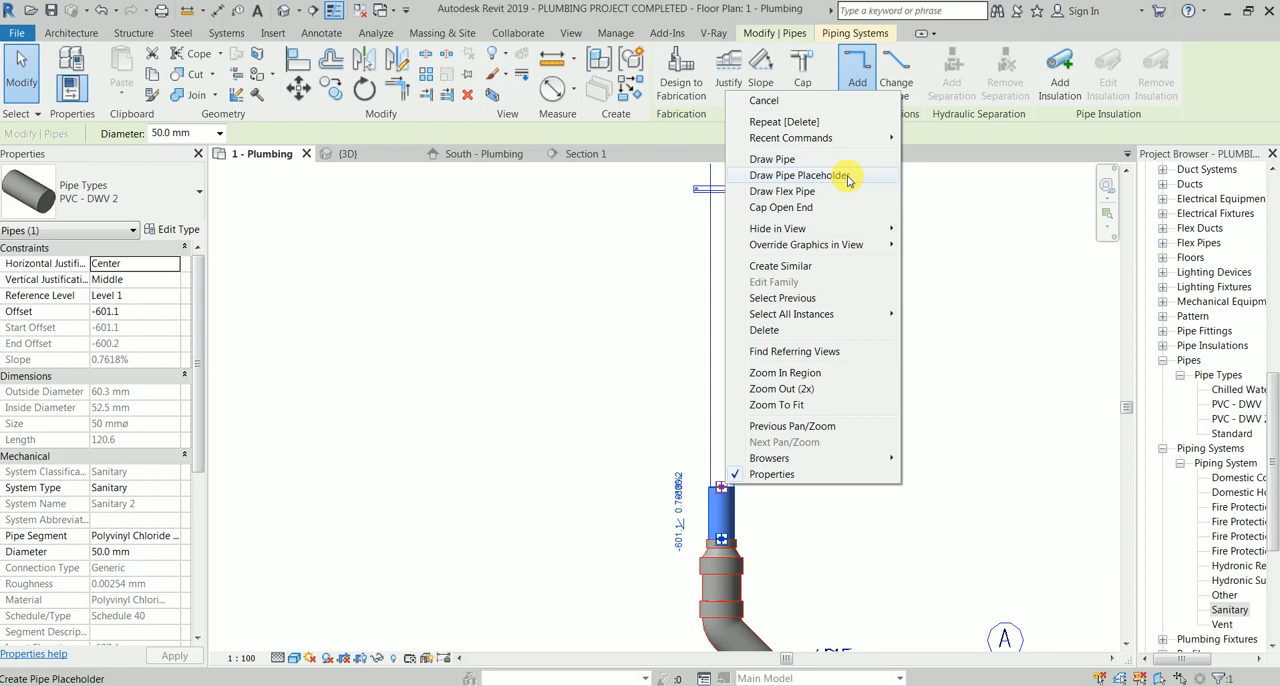 Autodesk Revit 2019 - PLUMBING PROJECT COMPLETED - Floor Plan: 1 - Plumbing
Type a keyword or phrase
Sign In
File Architecture Structure Steel Systems Insert Annotate Analyze Massing & Site Collaborate View Manage Add-Ins V-Ray Modify | Pipes Piping Systems
Modify Paste Cope Cut Join Design to Fabrication Justify Slope Cap Add Change Add Separation Remove Separation Add Insulation Edit Insulation Remove Insulation
Select Properties Clipboard Geometry Modify View Measure Create Fabrication Hydraulic Separation Pipe Insulation
Modify | Pipes Diameter: 50.0 mm
Properties
1 - Plumbing {3D} South - Plumbing Section 1
Project Browser - PLUMBI...
Pipe Types
PVC - DWV 2
Pipes (1) Edit Type
Constraints
Horizontal Justifi... Center
Vertical Justificati... Middle
Reference Level Level 1
Offset -601.1
Start Offset -601.1
End Offset -600.2
Slope 0.7618%
Dimensions
Outside Diameter 60.3 mm
Inside Diameter 52.5 mm
Size 50 mmø
Length 120.6
Mechanical
System Classifica... Sanitary
System Type Sanitary
System Name Sanitary 2
System Abbreviat...
Pipe Segment Polyvinyl Chloride ...
Diameter 50.0 mm
Connection Type Generic
Roughness 0.00254 mm
Material Polyvinyl Chlori...
Schedule/Type Schedule 40
Segment Descrip...
Properties help Apply
Cancel
Repeat [Delete]
Recent Commands
Draw Pipe
Draw Pipe Placeholder
Draw Flex Pipe
Cap Open End
Hide in View
Override Graphics in View
Create Similar
Edit Family
Select Previous
Select All Instances
Delete
Find Referring Views
Zoom In Region
Zoom Out (2x)
Zoom To Fit
Previous Pan/Zoom
Next Pan/Zoom
Browsers
Properties
A
Duct Systems
Ducts
Electrical Equipmen
Electrical Fixtures
Flex Ducts
Flex Pipes
Floors
Lighting Devices
Lighting Fixtures
Mechanical Equipm
Pattern
Pipe Fittings
Pipe Insulations
Pipes
Pipe Types
Chilled Wate
PVC - DWV
PVC - DWV 2
Standard
Piping Systems
Piping System
Domestic Co
Domestic Ho
Fire Protecti
Fire Protecti
Fire Protecti
Fire Protecti
Hydronic Re
Hydronic Su
Other
Sanitary
Vent
Plumbing Fixtures
1 : 100
Create Pipe Placeholder
:0
Main Model
:1